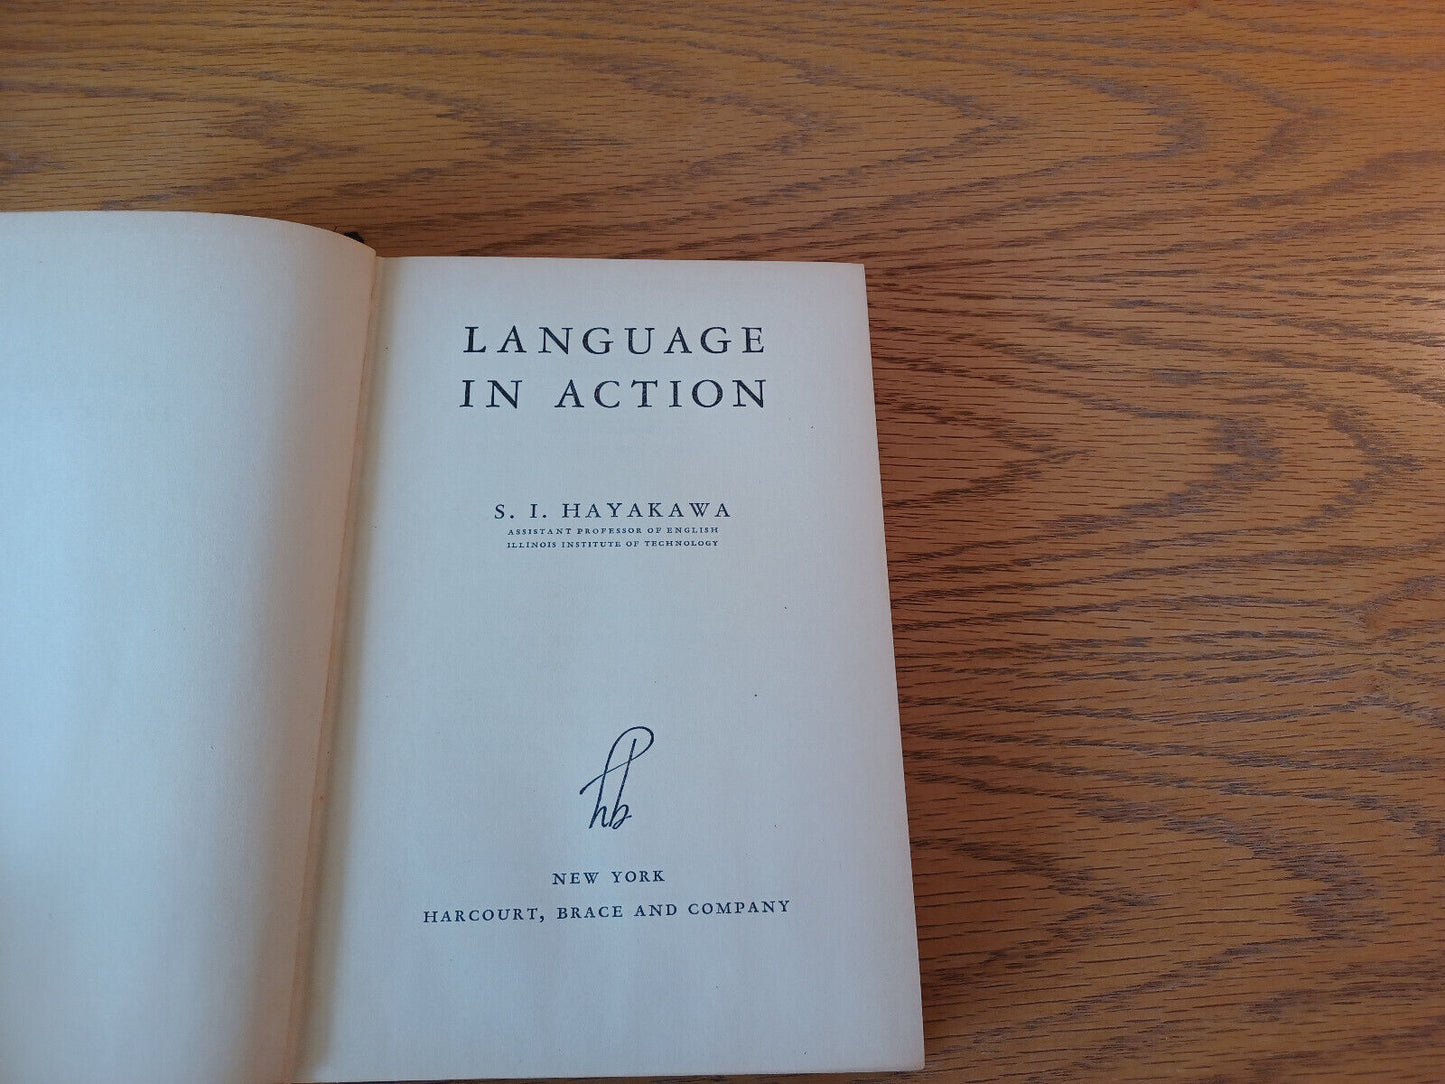 LANGUAGE
IN ACTION
S. I. HAYAKAWA
ASSISTANT PROFESSOR OF ENGLISH
ILLINOIS INSTITUTE OF TECHNOLOGY
hb
NEW YORK
HARCOURT, BRACE AND COMPANY